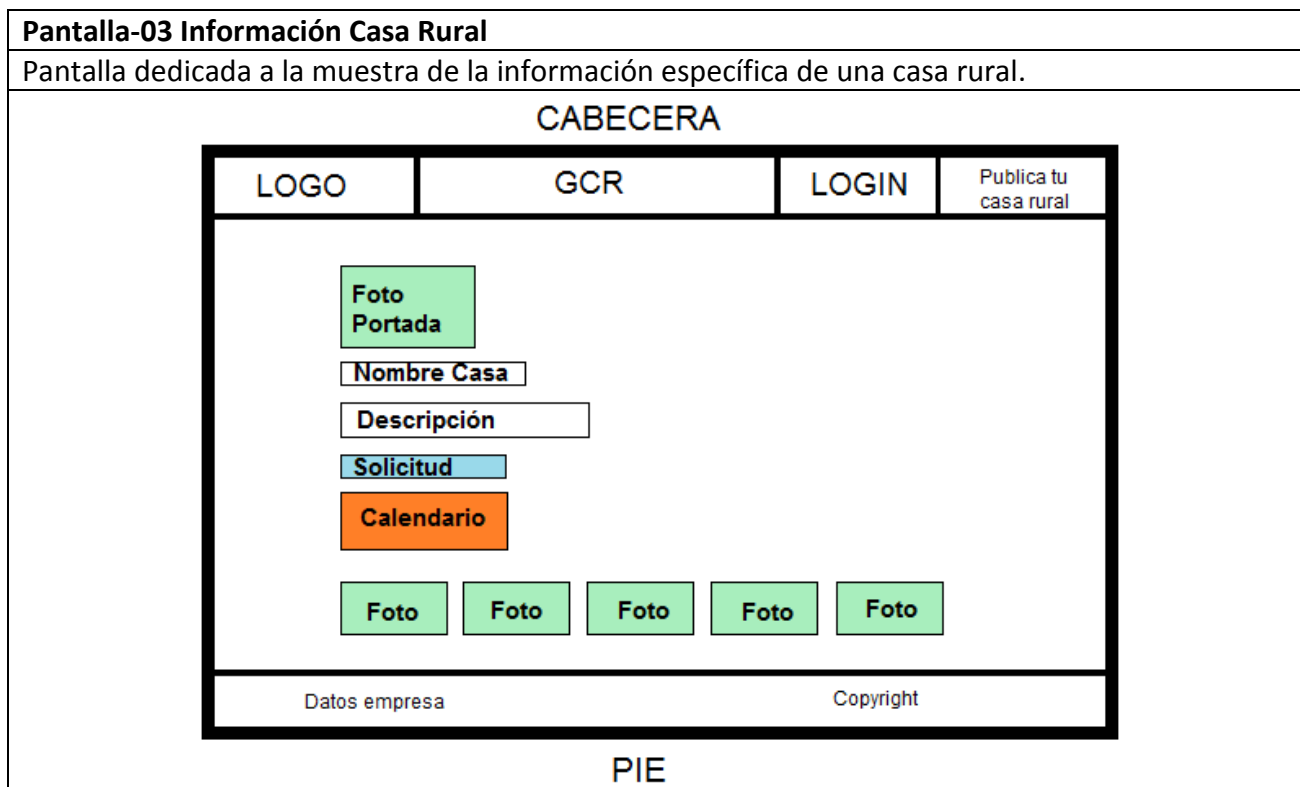 Pantalla-03 Información Casa Rural
Pantalla dedicada a la muestra de la información específica de una casa rural.
CABECERA
LOGO
GCR
LOGIN
Publica tu
casa rural
Foto
Portada
Nombre Casa
Descripción
Solicitud
Calendario
Foto
Foto
Foto
Foto
Foto
Datos empresa
Copyright
PIE